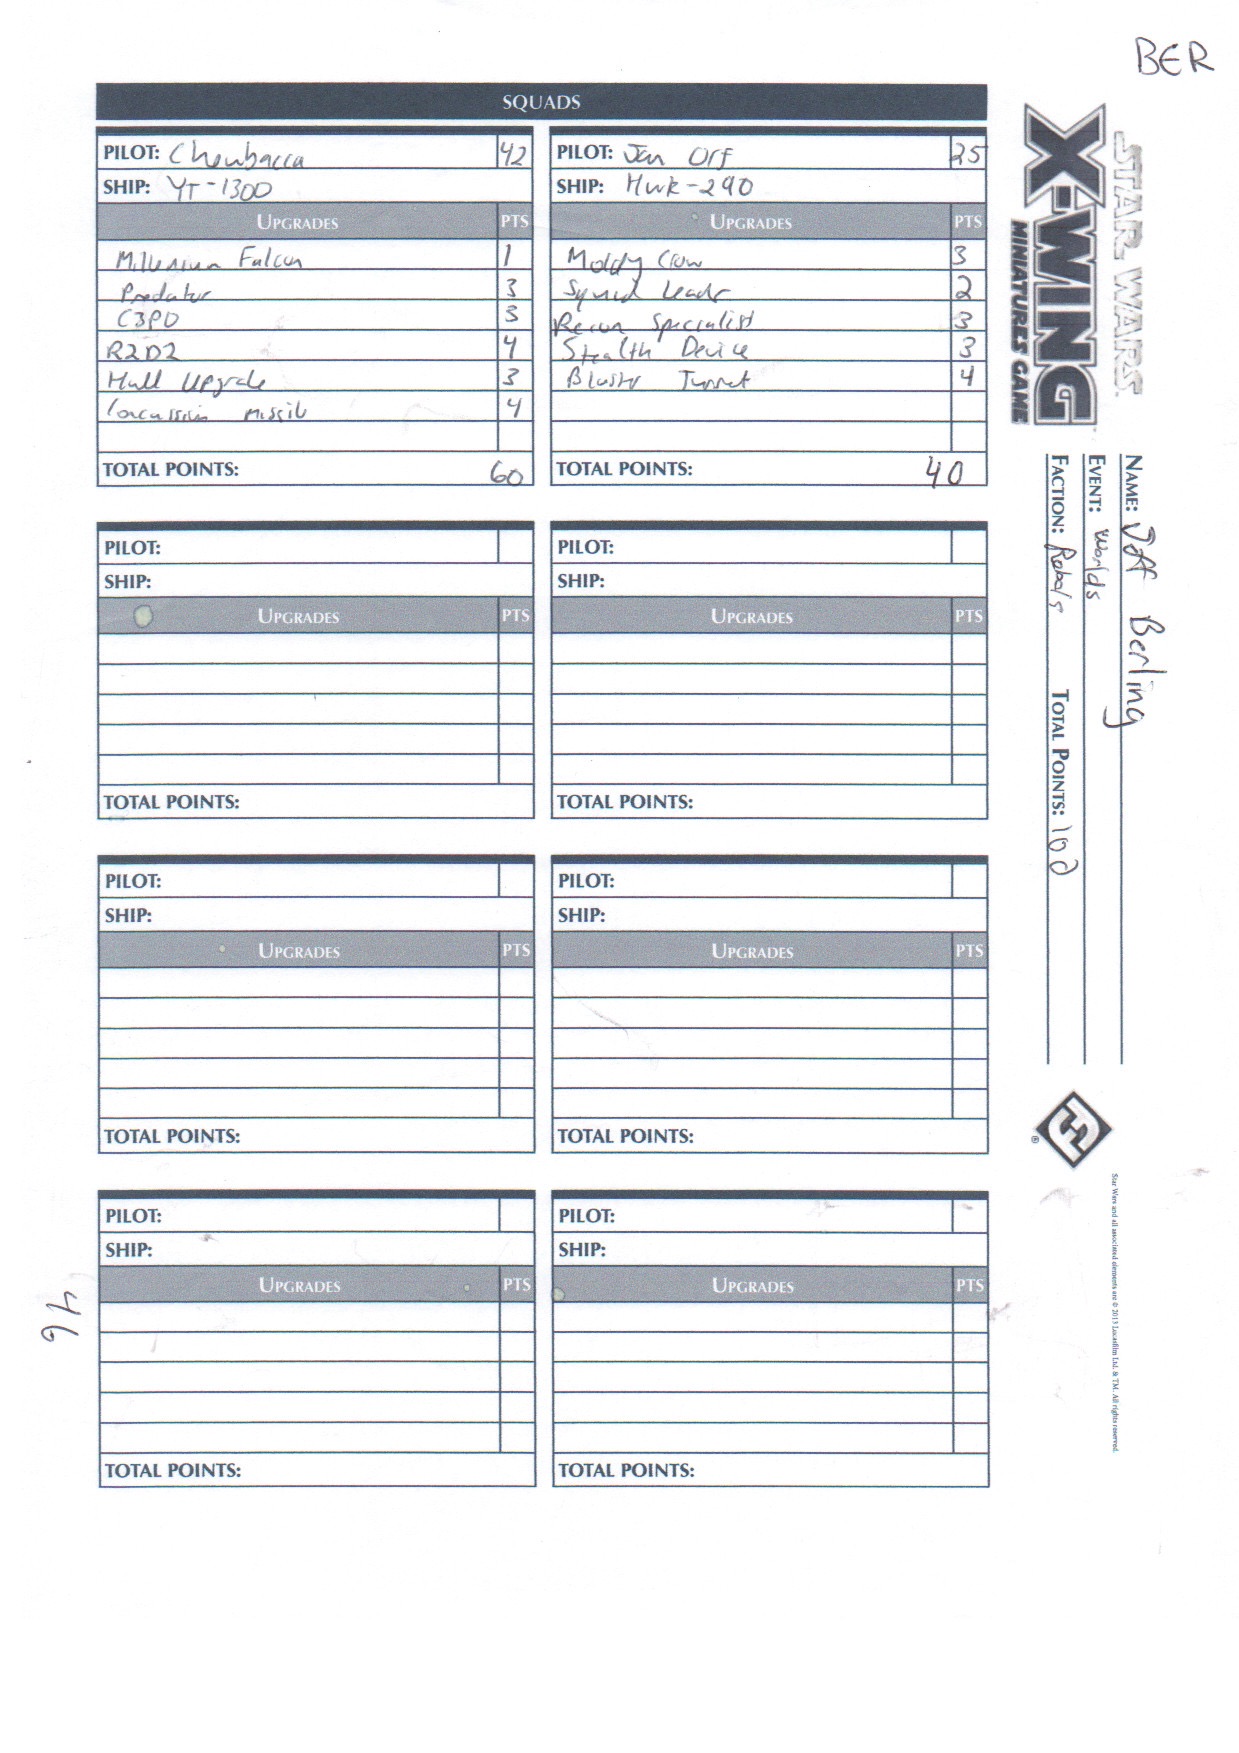 BER
SQUADS
PILOT: Chewbacca 42
SHIP: YT-1300
UPGRADES PTS
Millenium Falcon 1
Predator 3
C3PO 3
R2D2 4
Hull Upgrade 3
Concussion missile 4
TOTAL POINTS: 60
PILOT: Jan Ors 25
SHIP: Hwk-290
UPGRADES PTS
Moldy Crow 3
Squad Leader 2
Recon Specialist 3
Stealth Device 3
Blaster Turret 4
TOTAL POINTS: 40
PILOT:
SHIP:
UPGRADES PTS
TOTAL POINTS:
PILOT:
SHIP:
UPGRADES PTS
TOTAL POINTS:
PILOT:
SHIP:
UPGRADES PTS
TOTAL POINTS:
PILOT:
SHIP:
UPGRADES PTS
TOTAL POINTS:
PILOT:
SHIP:
UPGRADES PTS
TOTAL POINTS:
PILOT:
SHIP:
UPGRADES PTS
TOTAL POINTS:
STAR WARS
X-WING
MINIATURES GAME
NAME: Jeff Berling
EVENT: Worlds
FACTION: Rebels TOTAL POINTS: 100
Star Wars and all associated elements are © 2013 Lucasfilm Ltd. & TM. All rights reserved.
46